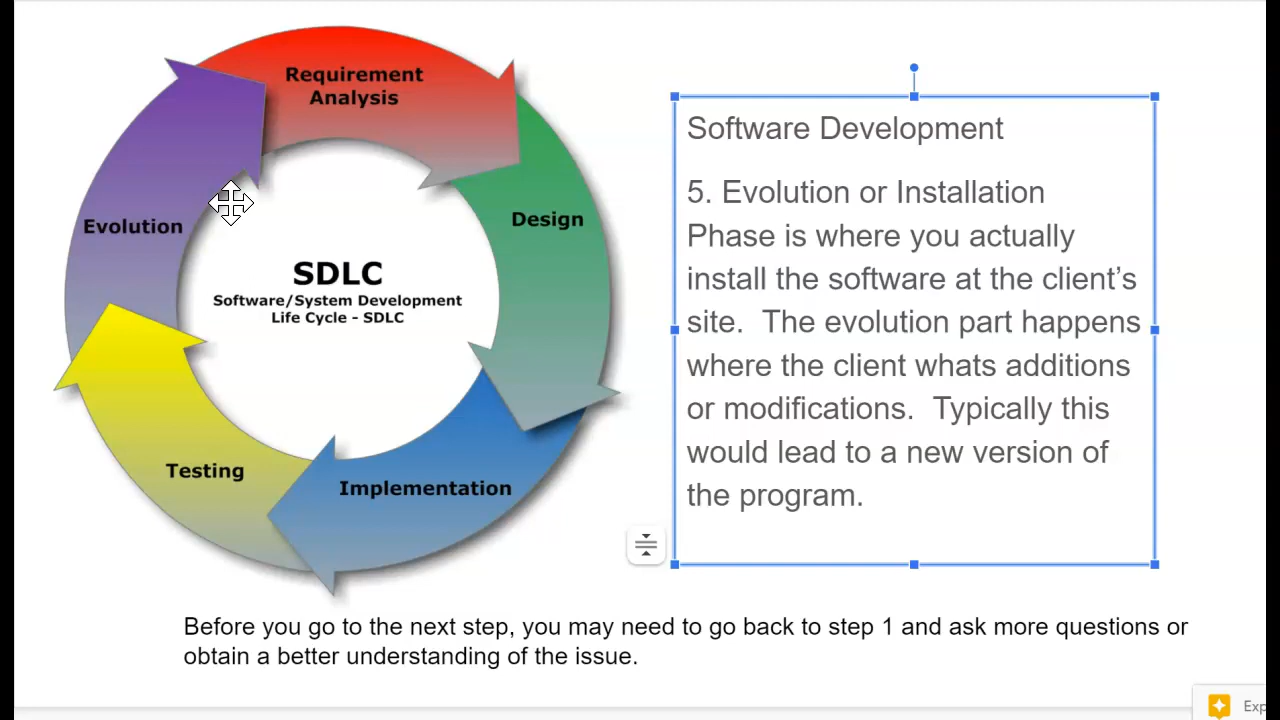 Requirement
Analysis
Design
Evolution
SDLC
Software/System Development
Life Cycle - SDLC
Testing
Implementation
Software Development
5. Evolution or Installation
Phase is where you actually
install the software at the client’s
site.  The evolution part happens
where the client whats additions
or modifications.  Typically this
would lead to a new version of
the program.
Before you go to the next step, you may need to go back to step 1 and ask more questions or
obtain a better understanding of the issue.
Exp